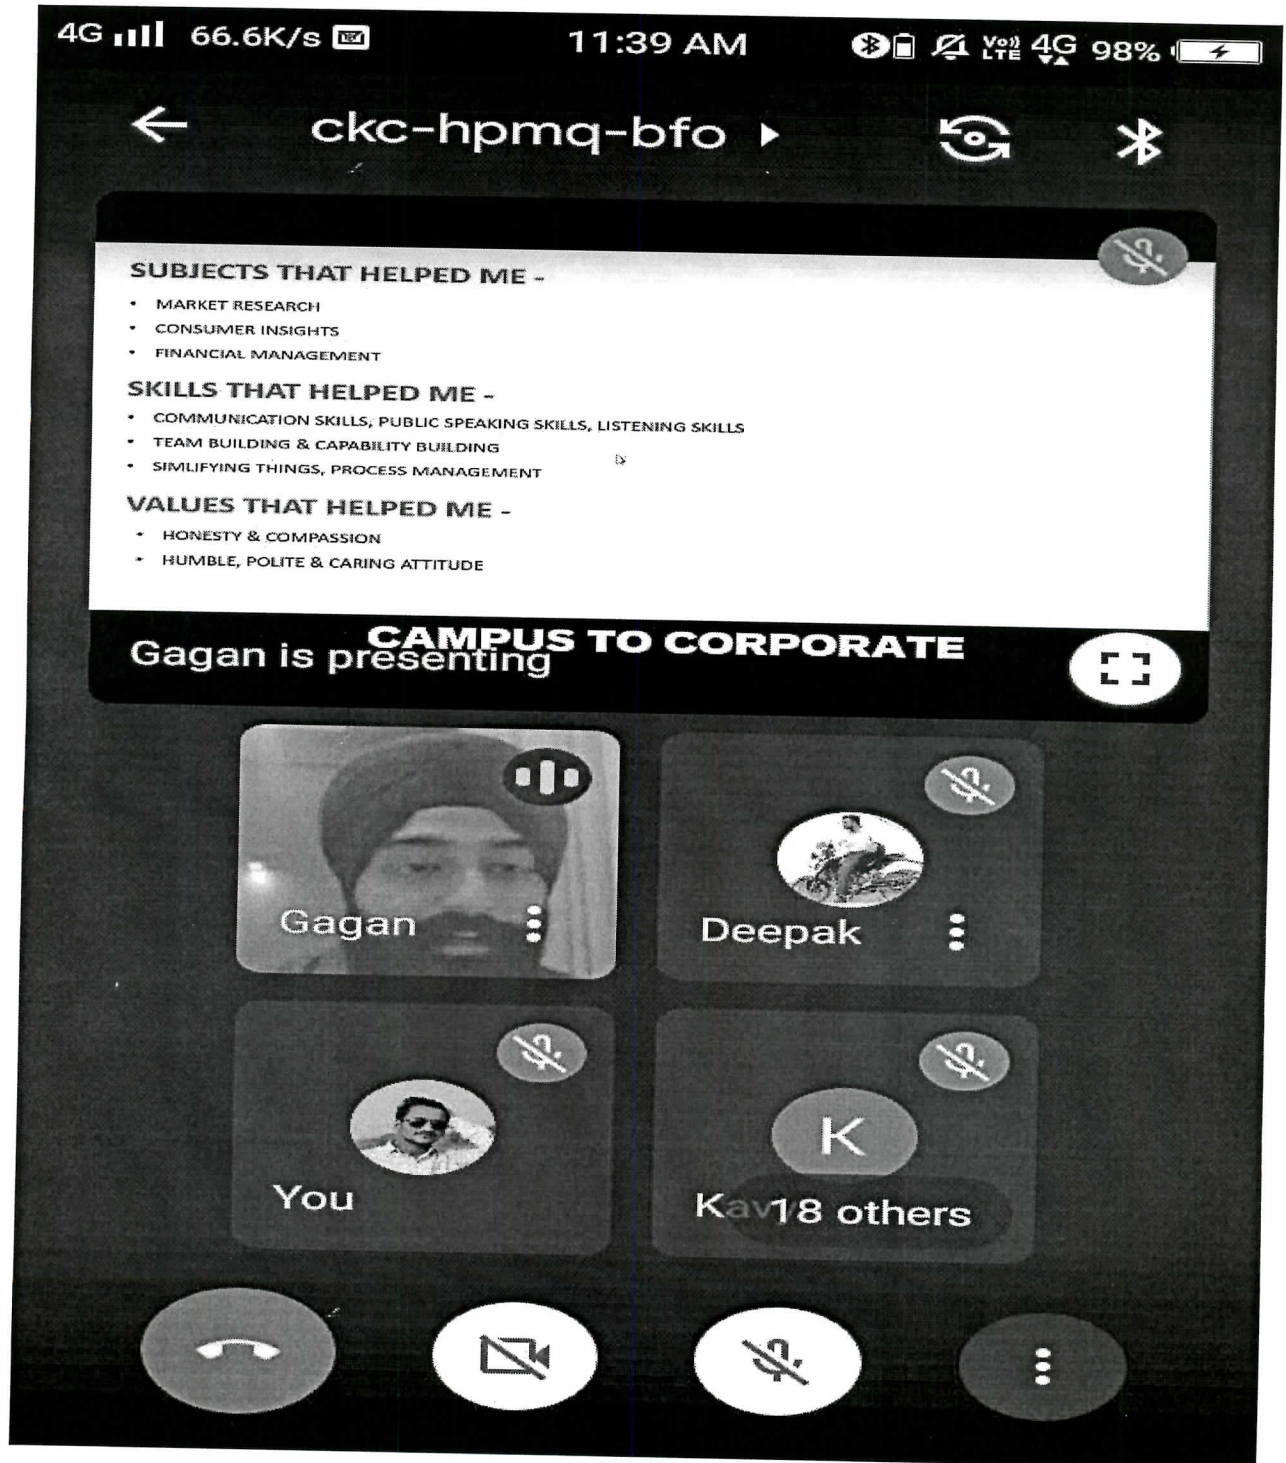 4G 66.6K/s 11:39 AM Vo)) LTE 4G 98%
ckc-hpmq-bfo
SUBJECTS THAT HELPED ME -
• MARKET RESEARCH
• CONSUMER INSIGHTS
• FINANCIAL MANAGEMENT
SKILLS THAT HELPED ME -
• COMMUNICATION SKILLS, PUBLIC SPEAKING SKILLS, LISTENING SKILLS
• TEAM BUILDING & CAPABILITY BUILDING
• SIMLIFYING THINGS, PROCESS MANAGEMENT
VALUES THAT HELPED ME -
• HONESTY & COMPASSION
• HUMBLE, POLITE & CARING ATTITUDE
CAMPUS TO CORPORATE
Gagan is presenting
Gagan
Deepak
You
K
18 others